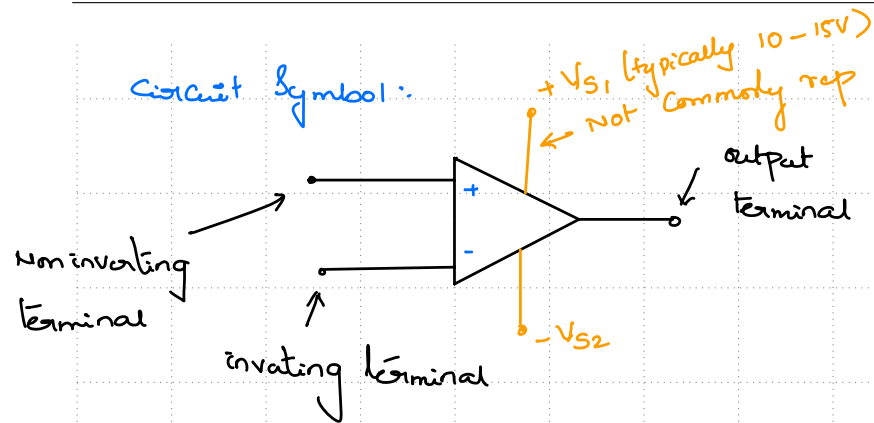 Circuit Symbol:
+ VS1 (typically 10-15V)
Not commonly rep
+
-
output
terminal
Noninverting
terminal
inverting terminal
- VS2